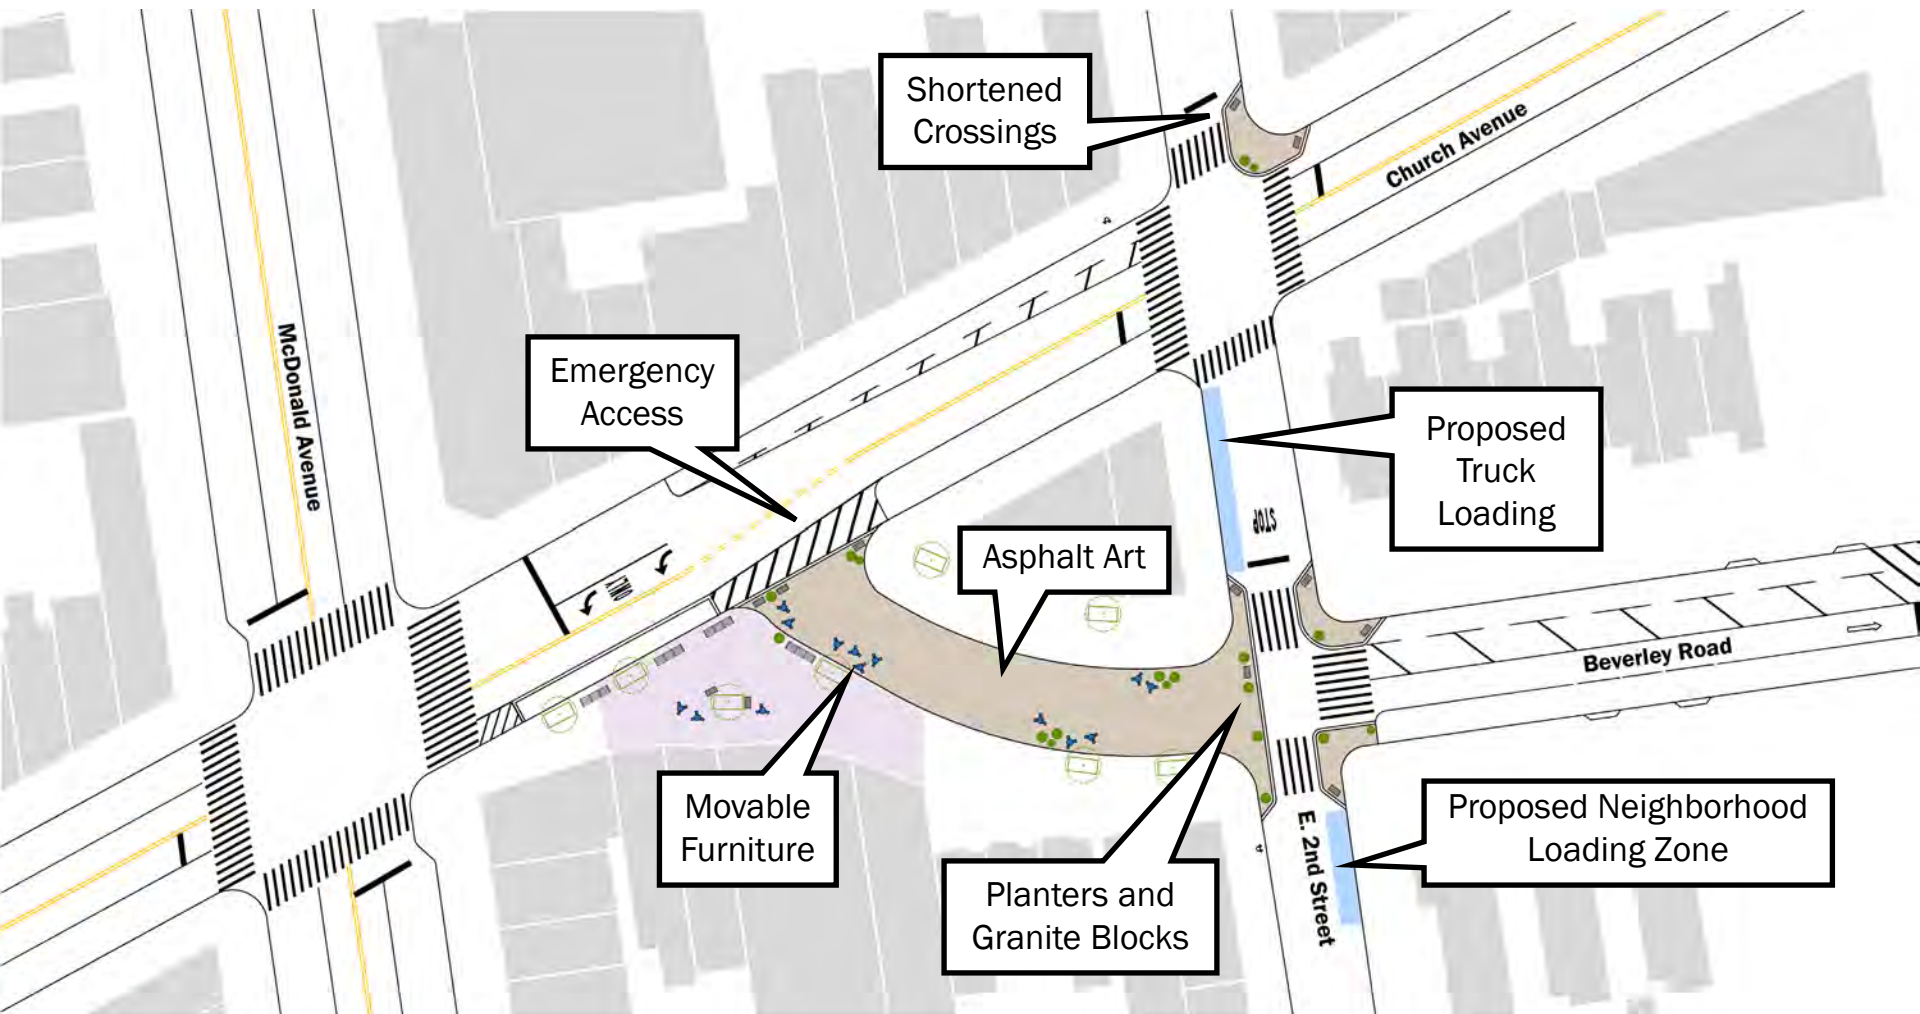 Shortened
Crossings
Church Avenue
McDonald Avenue
Emergency
Access
Proposed
Truck
Loading
STOP
Asphalt Art
ONLY
Beverley Road
Movable
Furniture
Planters and
Granite Blocks
Proposed Neighborhood
Loading Zone
E. 2nd Street